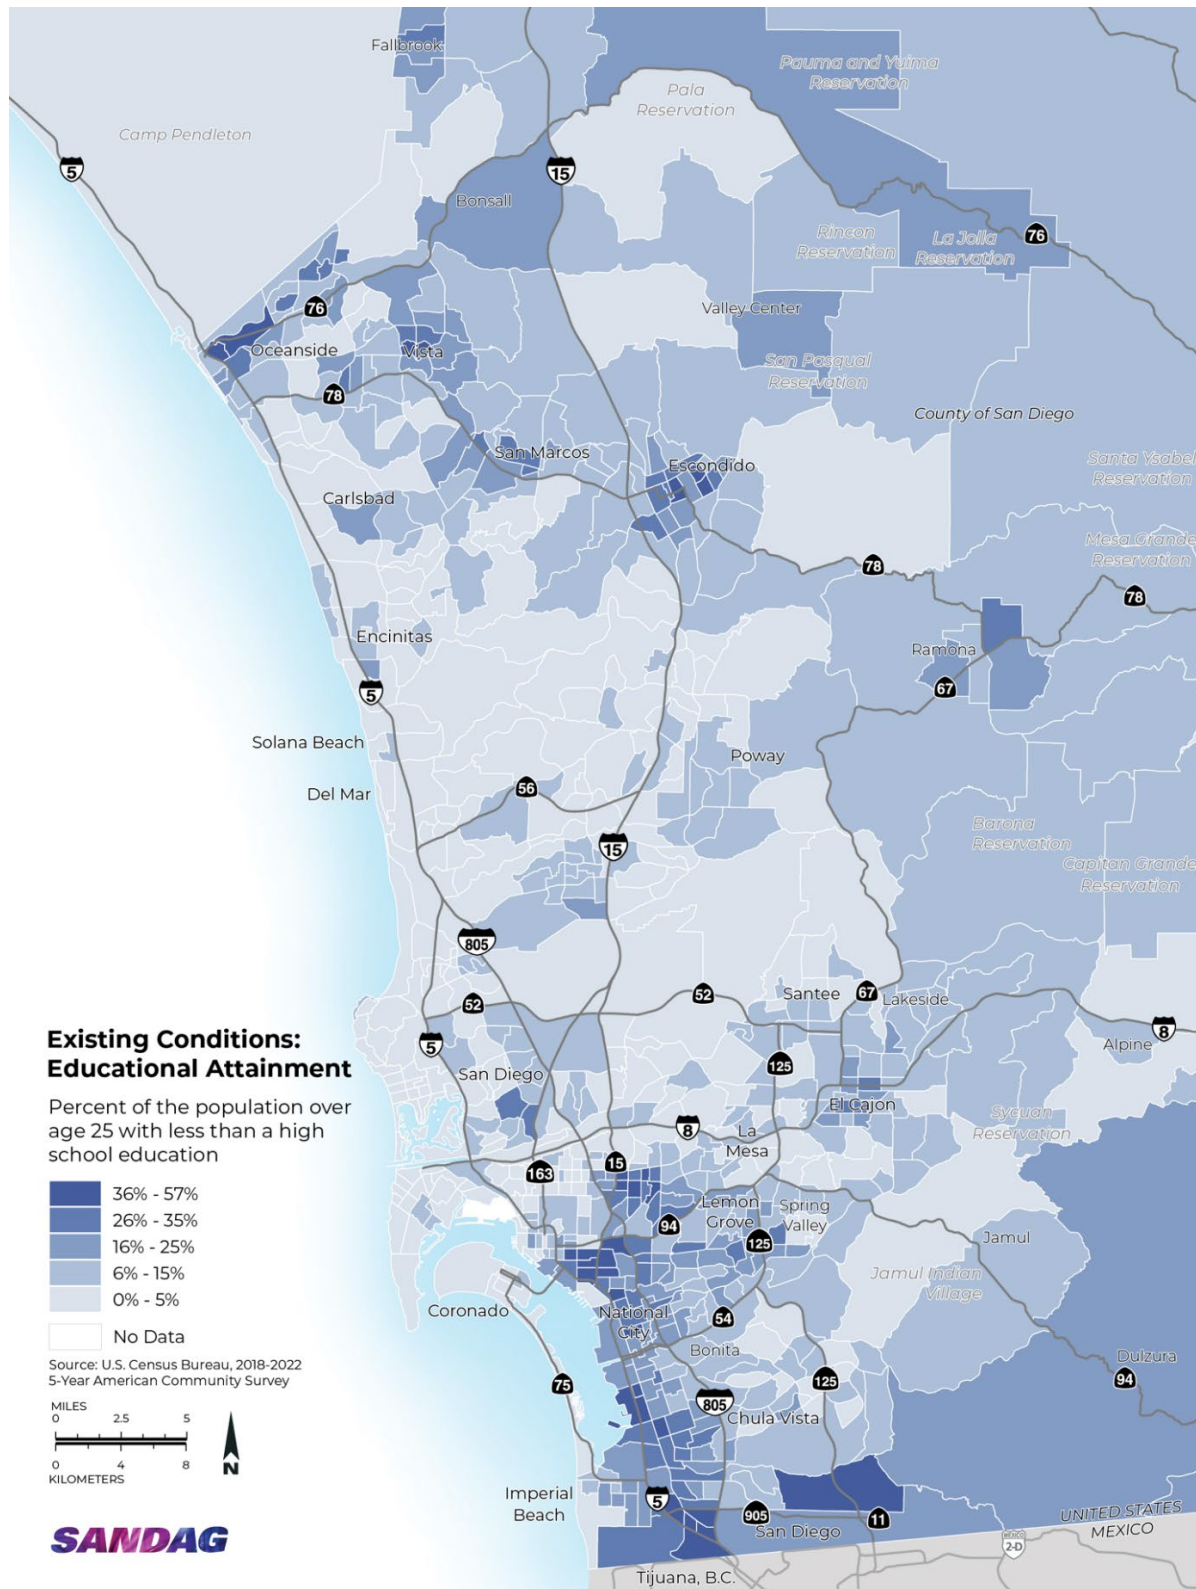 Fallbrook
Pauma and Yuima
Reservation
Pala
Reservation
Camp Pendleton
5
15
Bonsall
Rincon
Reservation
La Jolla
Reservation
76
76
Valley Center
Oceanside
Vista
San Pasqual
Reservation
78
County of San Diego
San Marcos
Escondido
Santa Ysabel
Reservation
Carlsbad
Mesa Grande
Reservation
78
78
Encinitas
Ramona
67
5
Solana Beach
Poway
Del Mar
56
Barona
Reservation
15
Capitan Grande
Reservation
805
52
52
Santee
67
Lakeside
5
8
Alpine
125
San Diego
El Cajon
Sycuan
Reservation
8
La
Mesa
163
15
Lemon
Grove
Spring
Valley
94
125
Jamul
Jamul Indian
Village
Coronado
National
City
54
Bonita
Dulzura
94
75
125
805
Chula Vista
Imperial
Beach
5
905
San Diego
11
UNITED STATES
MEXICO
MÉXICO
2-D
Tijuana, B.C.
Existing Conditions:
Educational Attainment
Percent of the population over
age 25 with less than a high
school education
36% - 57%
26% - 35%
16% - 25%
6% - 15%
0% - 5%
No Data
Source: U.S. Census Bureau, 2018-2022
5-Year American Community Survey
MILES
0 2.5 5
0 4 8
KILOMETERS
N
SANDAG